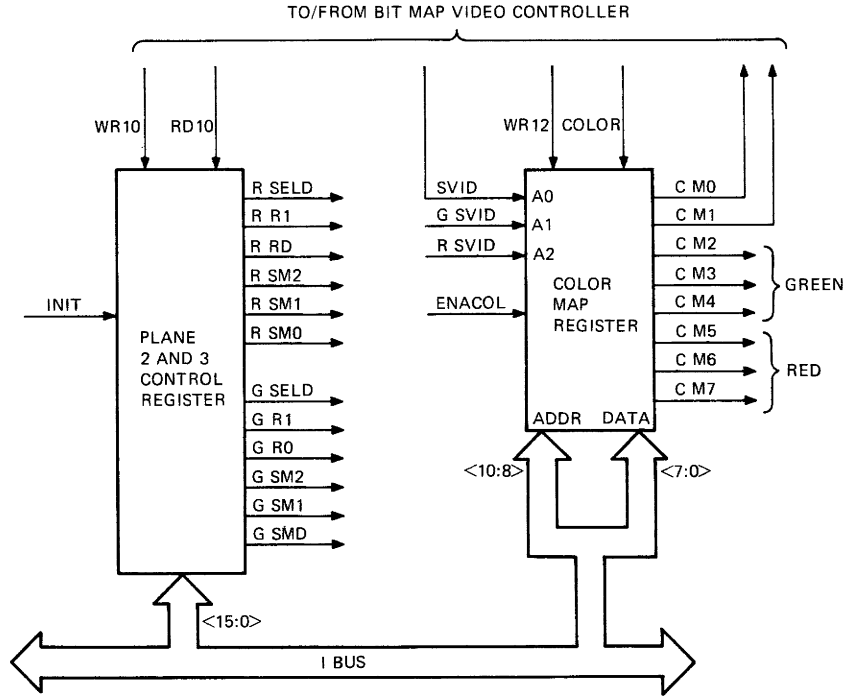 TO/FROM BIT MAP VIDEO CONTROLLER
WR10
RD10
WR12
COLOR
R SELD
R R1
R RD
R SM2
R SM1
R SM0
INIT
PLANE
2 AND 3
CONTROL
REGISTER
G SELD
G R1
G R0
G SM2
G SM1
G SMD
<15:0>
SVID
G SVID
R SVID
ENACOL
A0
A1
A2
COLOR
MAP
REGISTER
ADDR
DATA
C M0
C M1
C M2
C M3
C M4
C M5
C M6
C M7
GREEN
RED
<10:8>
<7:0>
I BUS